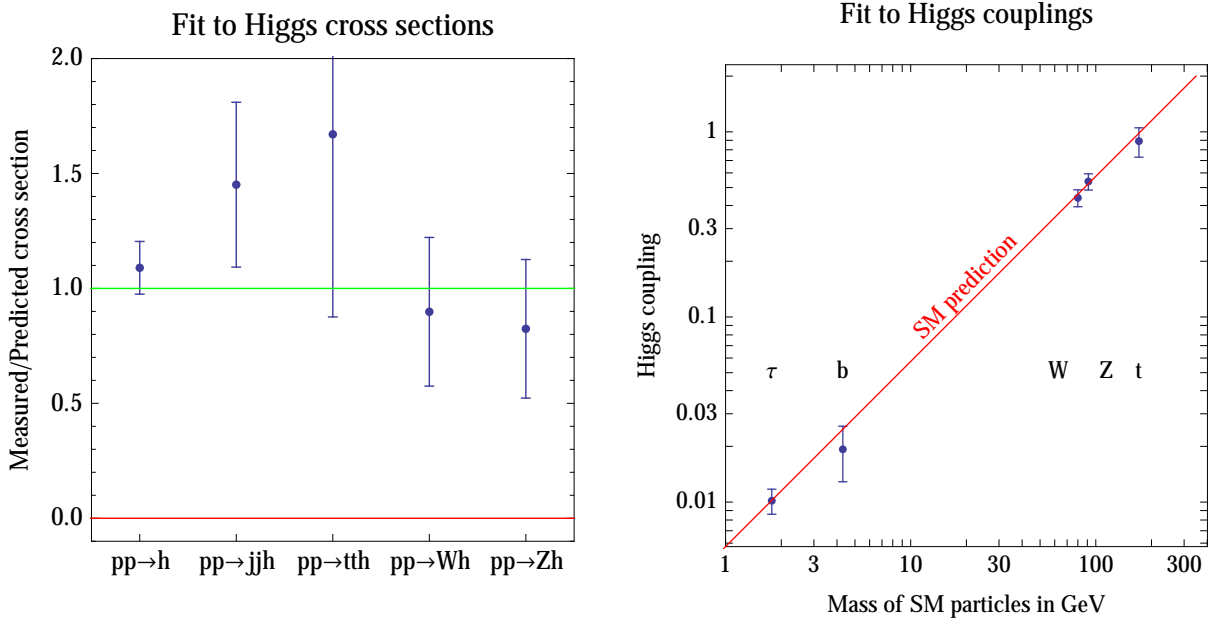 Fit to Higgs cross sections
Measured/Predicted cross section
2.0
1.5
1.0
0.5
0.0
pp→h pp→jjh pp→tth pp→Wh pp→Zh
Fit to Higgs couplings
Higgs coupling
1
0.3
0.1
0.03
0.01
SM prediction
τ b W Z t
1 3 10 30 100 300
Mass of SM particles in GeV